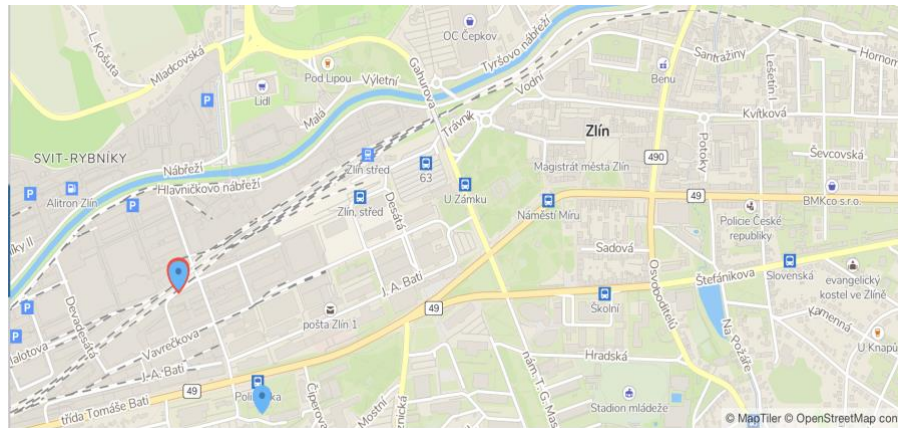 OC Čepkov
L. Košuta
Mladcovská
Tyršovo nábřeží
Santražiny
Hornom
Pod Lipou
Výletní
Gahurova
Benu
Lešetín I
Lidl
Vodní
Malá
Trávník
Kvítková
Zlín
Potoky
SVIT-RYBNÍKY
Zlín střed
63
490
Ševcovská
Nábřeží
Magistrát města Zlín
Hlavničkovo nábřeží
Alitron Zlín
U Zámku
49
BMKco s.r.o.
Zlín, střed
Desátá
Náměstí Míru
Policie České
republiky
Sadová
J. A. Bati
Osvoboditelů
Štefánikova
Slovenská
evangelický
kostel ve Zlíně
Školní
Devadesátá
49
pošta Zlín 1
Na Požáře
Kamenná
Vavrečkova
U Knapů
Hradská
J. A. Bati
49
nám. T. G. Mas
Čiperova
Mostní
třída Tomáše Bati
Stadion mládeže
© MapTiler © OpenStreetMap con